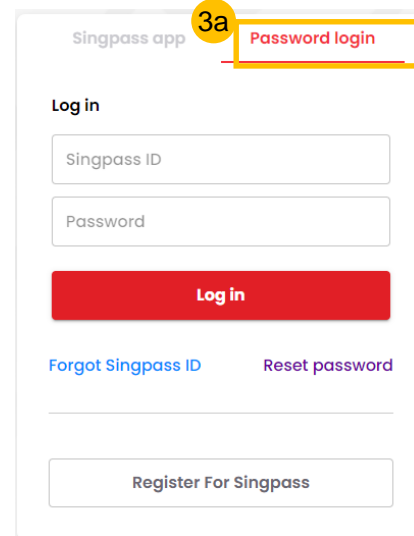 3a
Singpass app Password login
Log in
Singpass ID
Password
Log in
Forgot Singpass ID Reset password
Register For Singpass